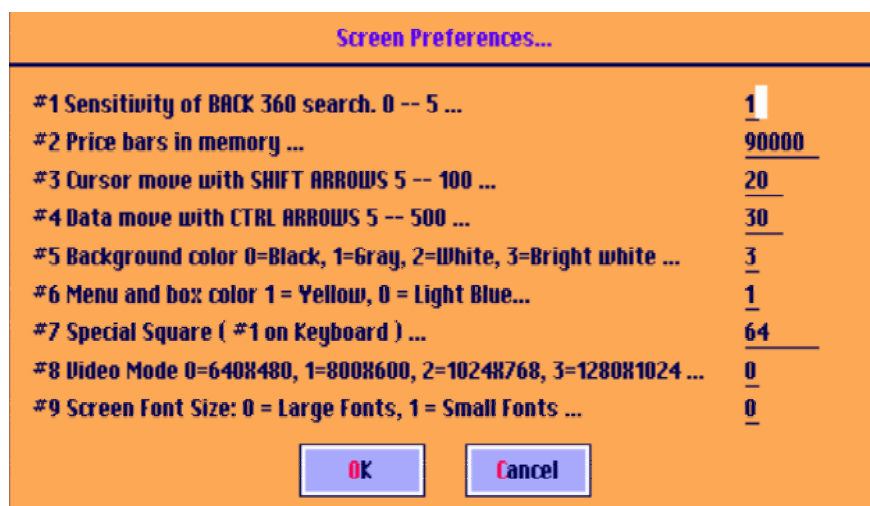 Screen Preferences...
#1 Sensitivity of BACK 360 search. 0 -- 5 ... 1
#2 Price bars in memory ... 90000
#3 Cursor move with SHIFT ARROWS 5 -- 100 ... 20
#4 Data move with CTRL ARROWS 5 -- 500 ... 30
#5 Background color 0=Black, 1=Gray, 2=White, 3=Bright white ... 3
#6 Menu and box color 1 = Yellow, 0 = Light Blue... 1
#7 Special Square ( #1 on Keyboard ) ... 64
#8 Video Mode 0=640X480, 1=800X600, 2=1024X768, 3=1280X1024 ... 0
#9 Screen Font Size: 0 = Large Fonts, 1 = Small Fonts ... 0
OK Cancel